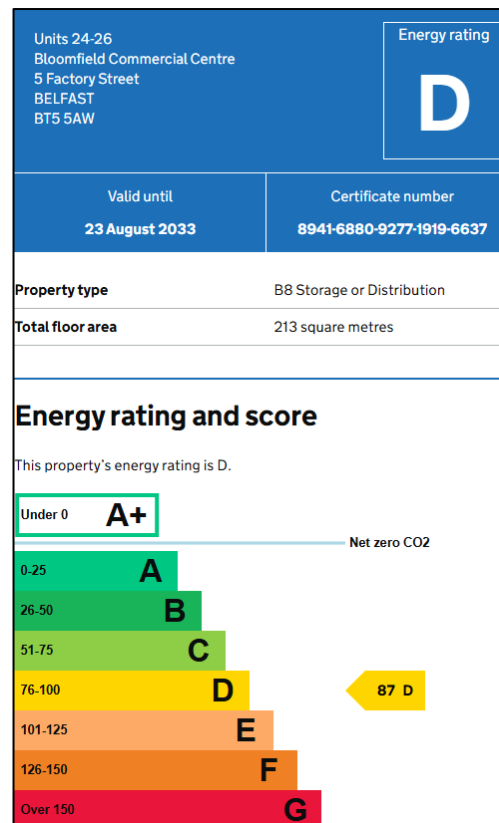 Units 24-26
Bloomfield Commercial Centre
5 Factory Street
BELFAST
BT5 5AW
Energy rating
D
Valid until
23 August 2033
Certificate number
8941-6880-9277-1919-6637
Property type B8 Storage or Distribution
Total floor area 213 square metres
Energy rating and score
This property's energy rating is D.
Under 0 A+
Net zero CO2
0-25 A
26-50 B
51-75 C
76-100 D 87 D
101-125 E
126-150 F
Over 150 G